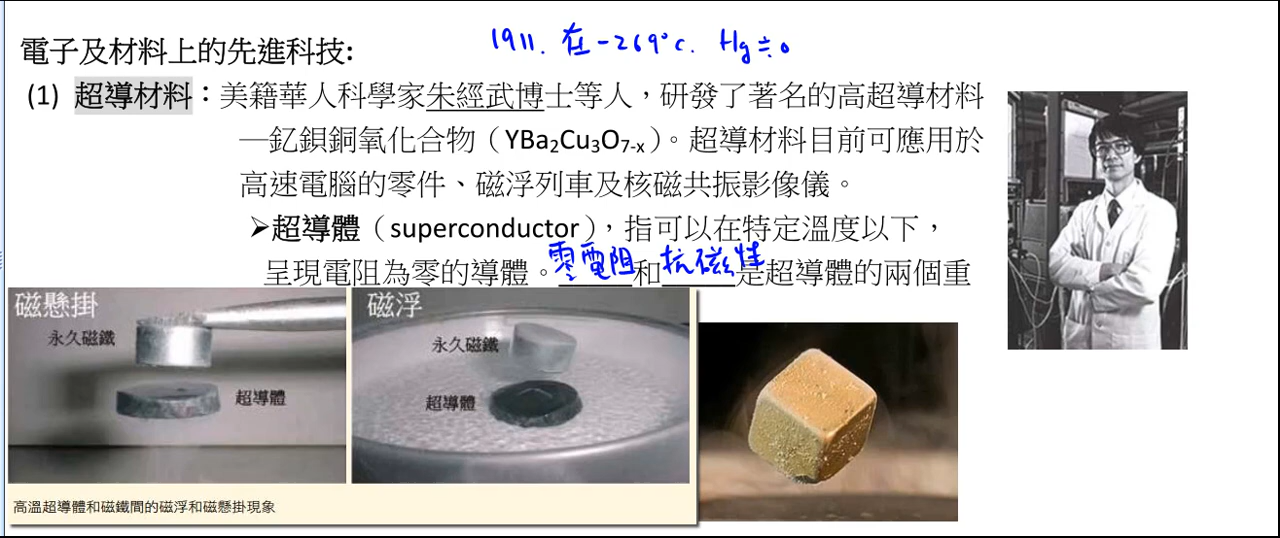 1911. 在-269°C. Hg≒0
電子及材料上的先進科技:
(1) 超導材料：美籍華人科學家朱經武博士等人，研發了著名的高超導材料
—釔鋇銅氧化合物（YBa₂Cu₃O₇₋ₓ）。超導材料目前可應用於
高速電腦的零件、磁浮列車及核磁共振影像儀。
➢超導體（superconductor），指可以在特定溫度以下，
呈現電阻為零的導體。零電阻和抗磁性是超導體的兩個重
磁懸掛
永久磁鐵
超導體
磁浮
永久磁鐵
超導體
高溫超導體和磁鐵間的磁浮和磁懸掛現象